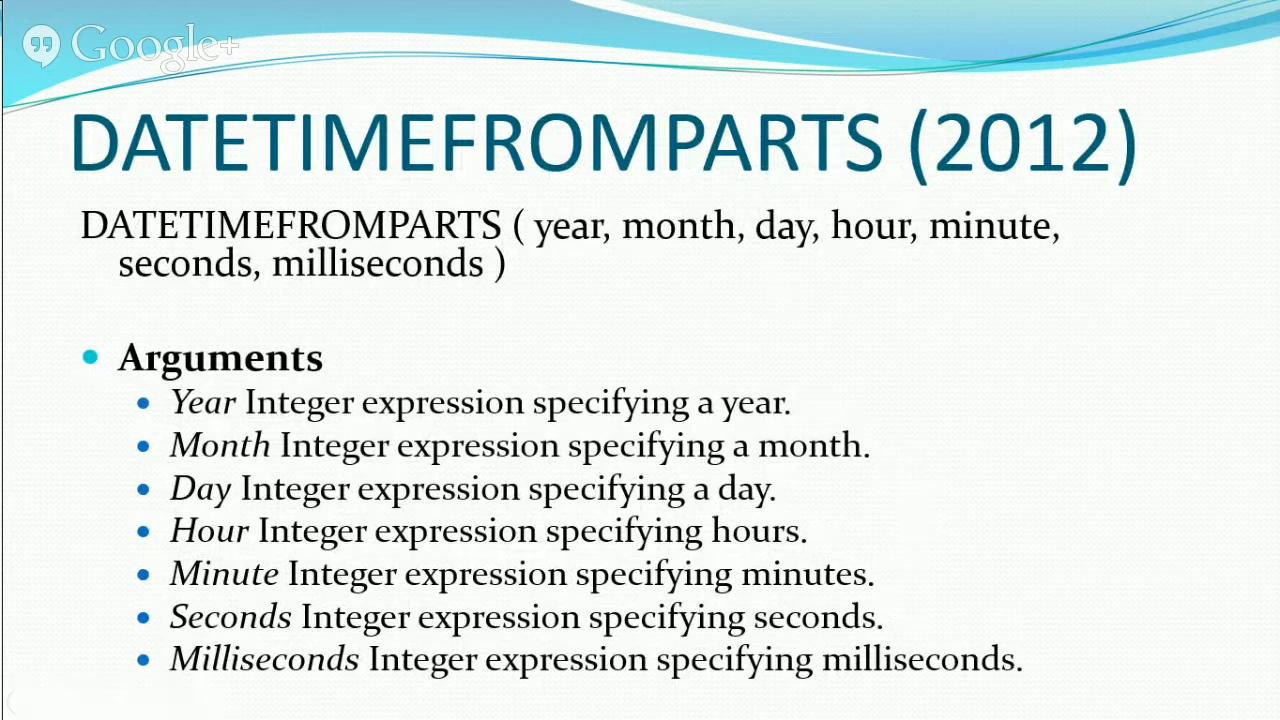 Google+
DATETIMEFROMPARTS (2012)
DATETIMEFROMPARTS ( year, month, day, hour, minute,
seconds, milliseconds )
Arguments
Year Integer expression specifying a year.
Month Integer expression specifying a month.
Day Integer expression specifying a day.
Hour Integer expression specifying hours.
Minute Integer expression specifying minutes.
Seconds Integer expression specifying seconds.
Milliseconds Integer expression specifying milliseconds.